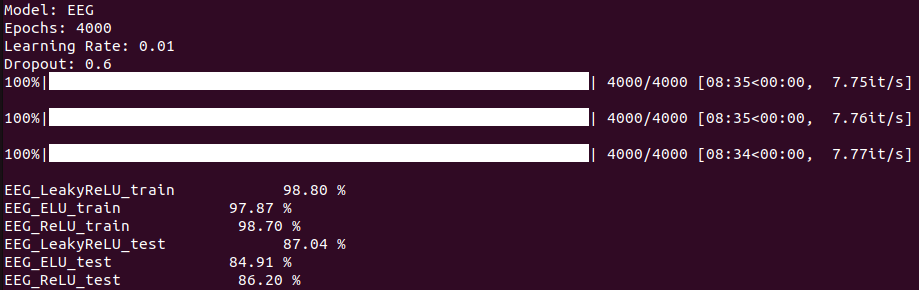 Model: EEG
Epochs: 4000
Learning Rate: 0.01
Dropout: 0.6
100%| | 4000/4000 [08:35<00:00,  7.75it/s]
100%| | 4000/4000 [08:35<00:00,  7.76it/s]
100%| | 4000/4000 [08:34<00:00,  7.77it/s]
EEG_LeakyReLU_train 98.80 %
EEG_ELU_train 97.87 %
EEG_ReLU_train 98.70 %
EEG_LeakyReLU_test 87.04 %
EEG_ELU_test 84.91 %
EEG_ReLU_test 86.20 %